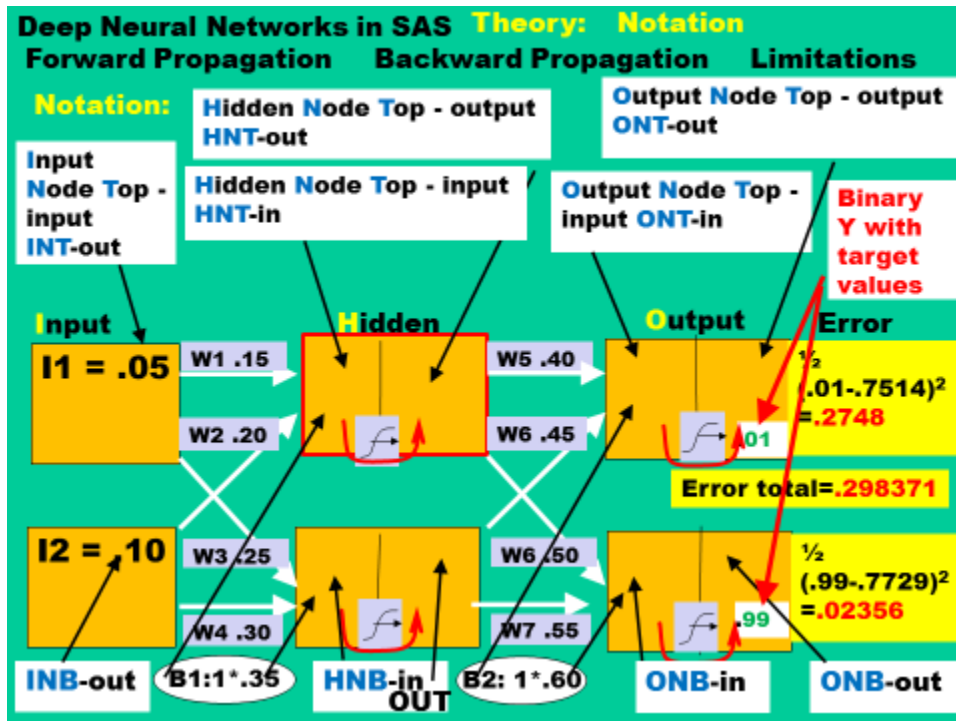 Deep Neural Networks in SAS Theory: Notation
Forward Propagation Backward Propagation Limitations
Notation:
Hidden Node Top - output
HNT-out
Output Node Top - output
ONT-out
Input
Node Top -
input
INT-out
Hidden Node Top - input
HNT-in
Output Node Top -
input ONT-in
Binary
Y with
target
values
Input
Hidden
Output
Error
I1 = .05
W1 .15
W2 .20
W5 .40
W6 .45
01
½
(.01-.7514)²
=.2748
Error total=.298371
I2 = .10
W3 .25
W4 .30
W6 .50
W7 .55
.99
½
(.99-.7729)²
=.02356
INB-out
B1:1*.35
HNB-in
OUT
B2: 1*.60
ONB-in
ONB-out